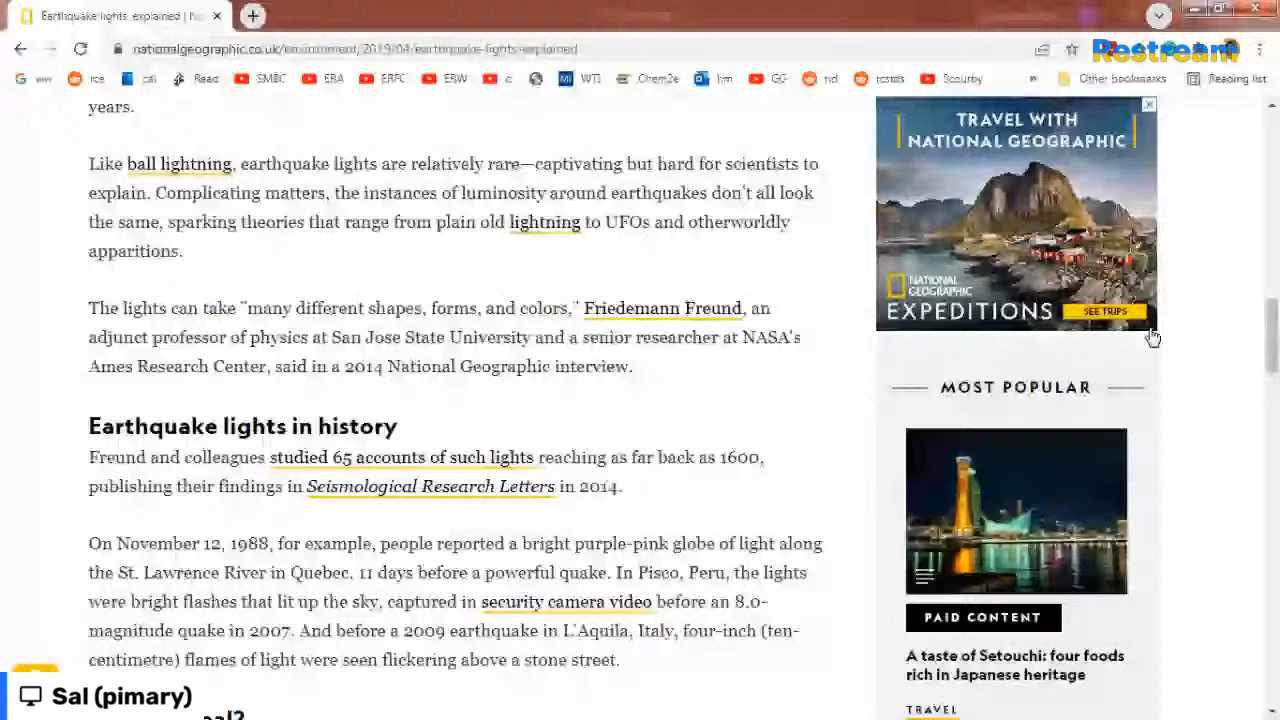 Earthquake lights, explained | N
nationalgeographic.co.uk/environment/2019/04/earthquake-lights-explained
Restream
SMBC
ERA
ERFC
ERW
WTI
Chem2e
GG
Scourby
Other bookmarks
Reading list
years.
Like ball lightning, earthquake lights are relatively rare—captivating but hard for scientists to
explain. Complicating matters, the instances of luminosity around earthquakes don't all look
the same, sparking theories that range from plain old lightning to UFOs and otherworldly
apparitions.
The lights can take "many different shapes, forms, and colors," Friedemann Freund, an
adjunct professor of physics at San Jose State University and a senior researcher at NASA's
Ames Research Center, said in a 2014 National Geographic interview.
Earthquake lights in history
Freund and colleagues studied 65 accounts of such lights reaching as far back as 1600,
publishing their findings in Seismological Research Letters in 2014.
On November 12, 1988, for example, people reported a bright purple-pink globe of light along
the St. Lawrence River in Quebec, 11 days before a powerful quake. In Pisco, Peru, the lights
were bright flashes that lit up the sky, captured in security camera video before an 8.0-
magnitude quake in 2007. And before a 2009 earthquake in L'Aquila, Italy, four-inch (ten-
centimetre) flames of light were seen flickering above a stone street.
TRAVEL WITH
NATIONAL GEOGRAPHIC
NATIONAL
GEOGRAPHIC
EXPEDITIONS
SEE TRIPS
MOST POPULAR
PAID CONTENT
A taste of Setouchi: four foods
rich in Japanese heritage
TRAVEL
Sal (pimary)